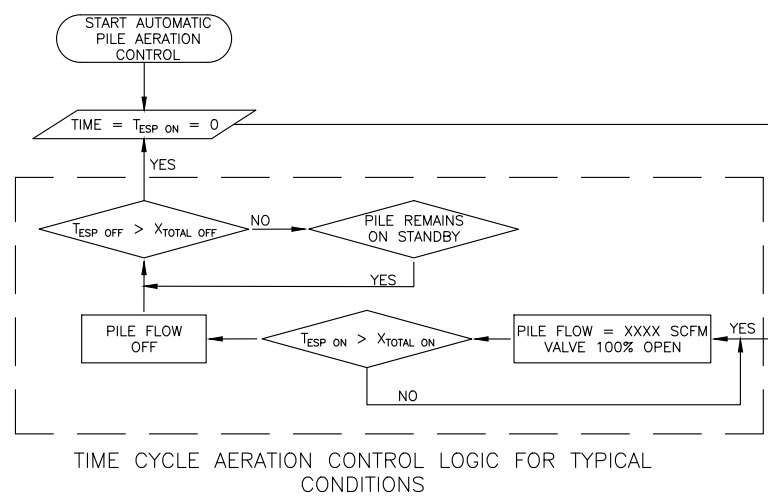 START AUTOMATIC
PILE AERATION
CONTROL
TIME = T_ESP ON = 0
YES
T_ESP OFF > X_TOTAL OFF
NO
PILE REMAINS
ON STANDBY
YES
PILE FLOW
OFF
T_ESP ON > X_TOTAL ON
PILE FLOW = XXXX SCFM
VALVE 100% OPEN
YES
NO
TIME CYCLE AERATION CONTROL LOGIC FOR TYPICAL
CONDITIONS